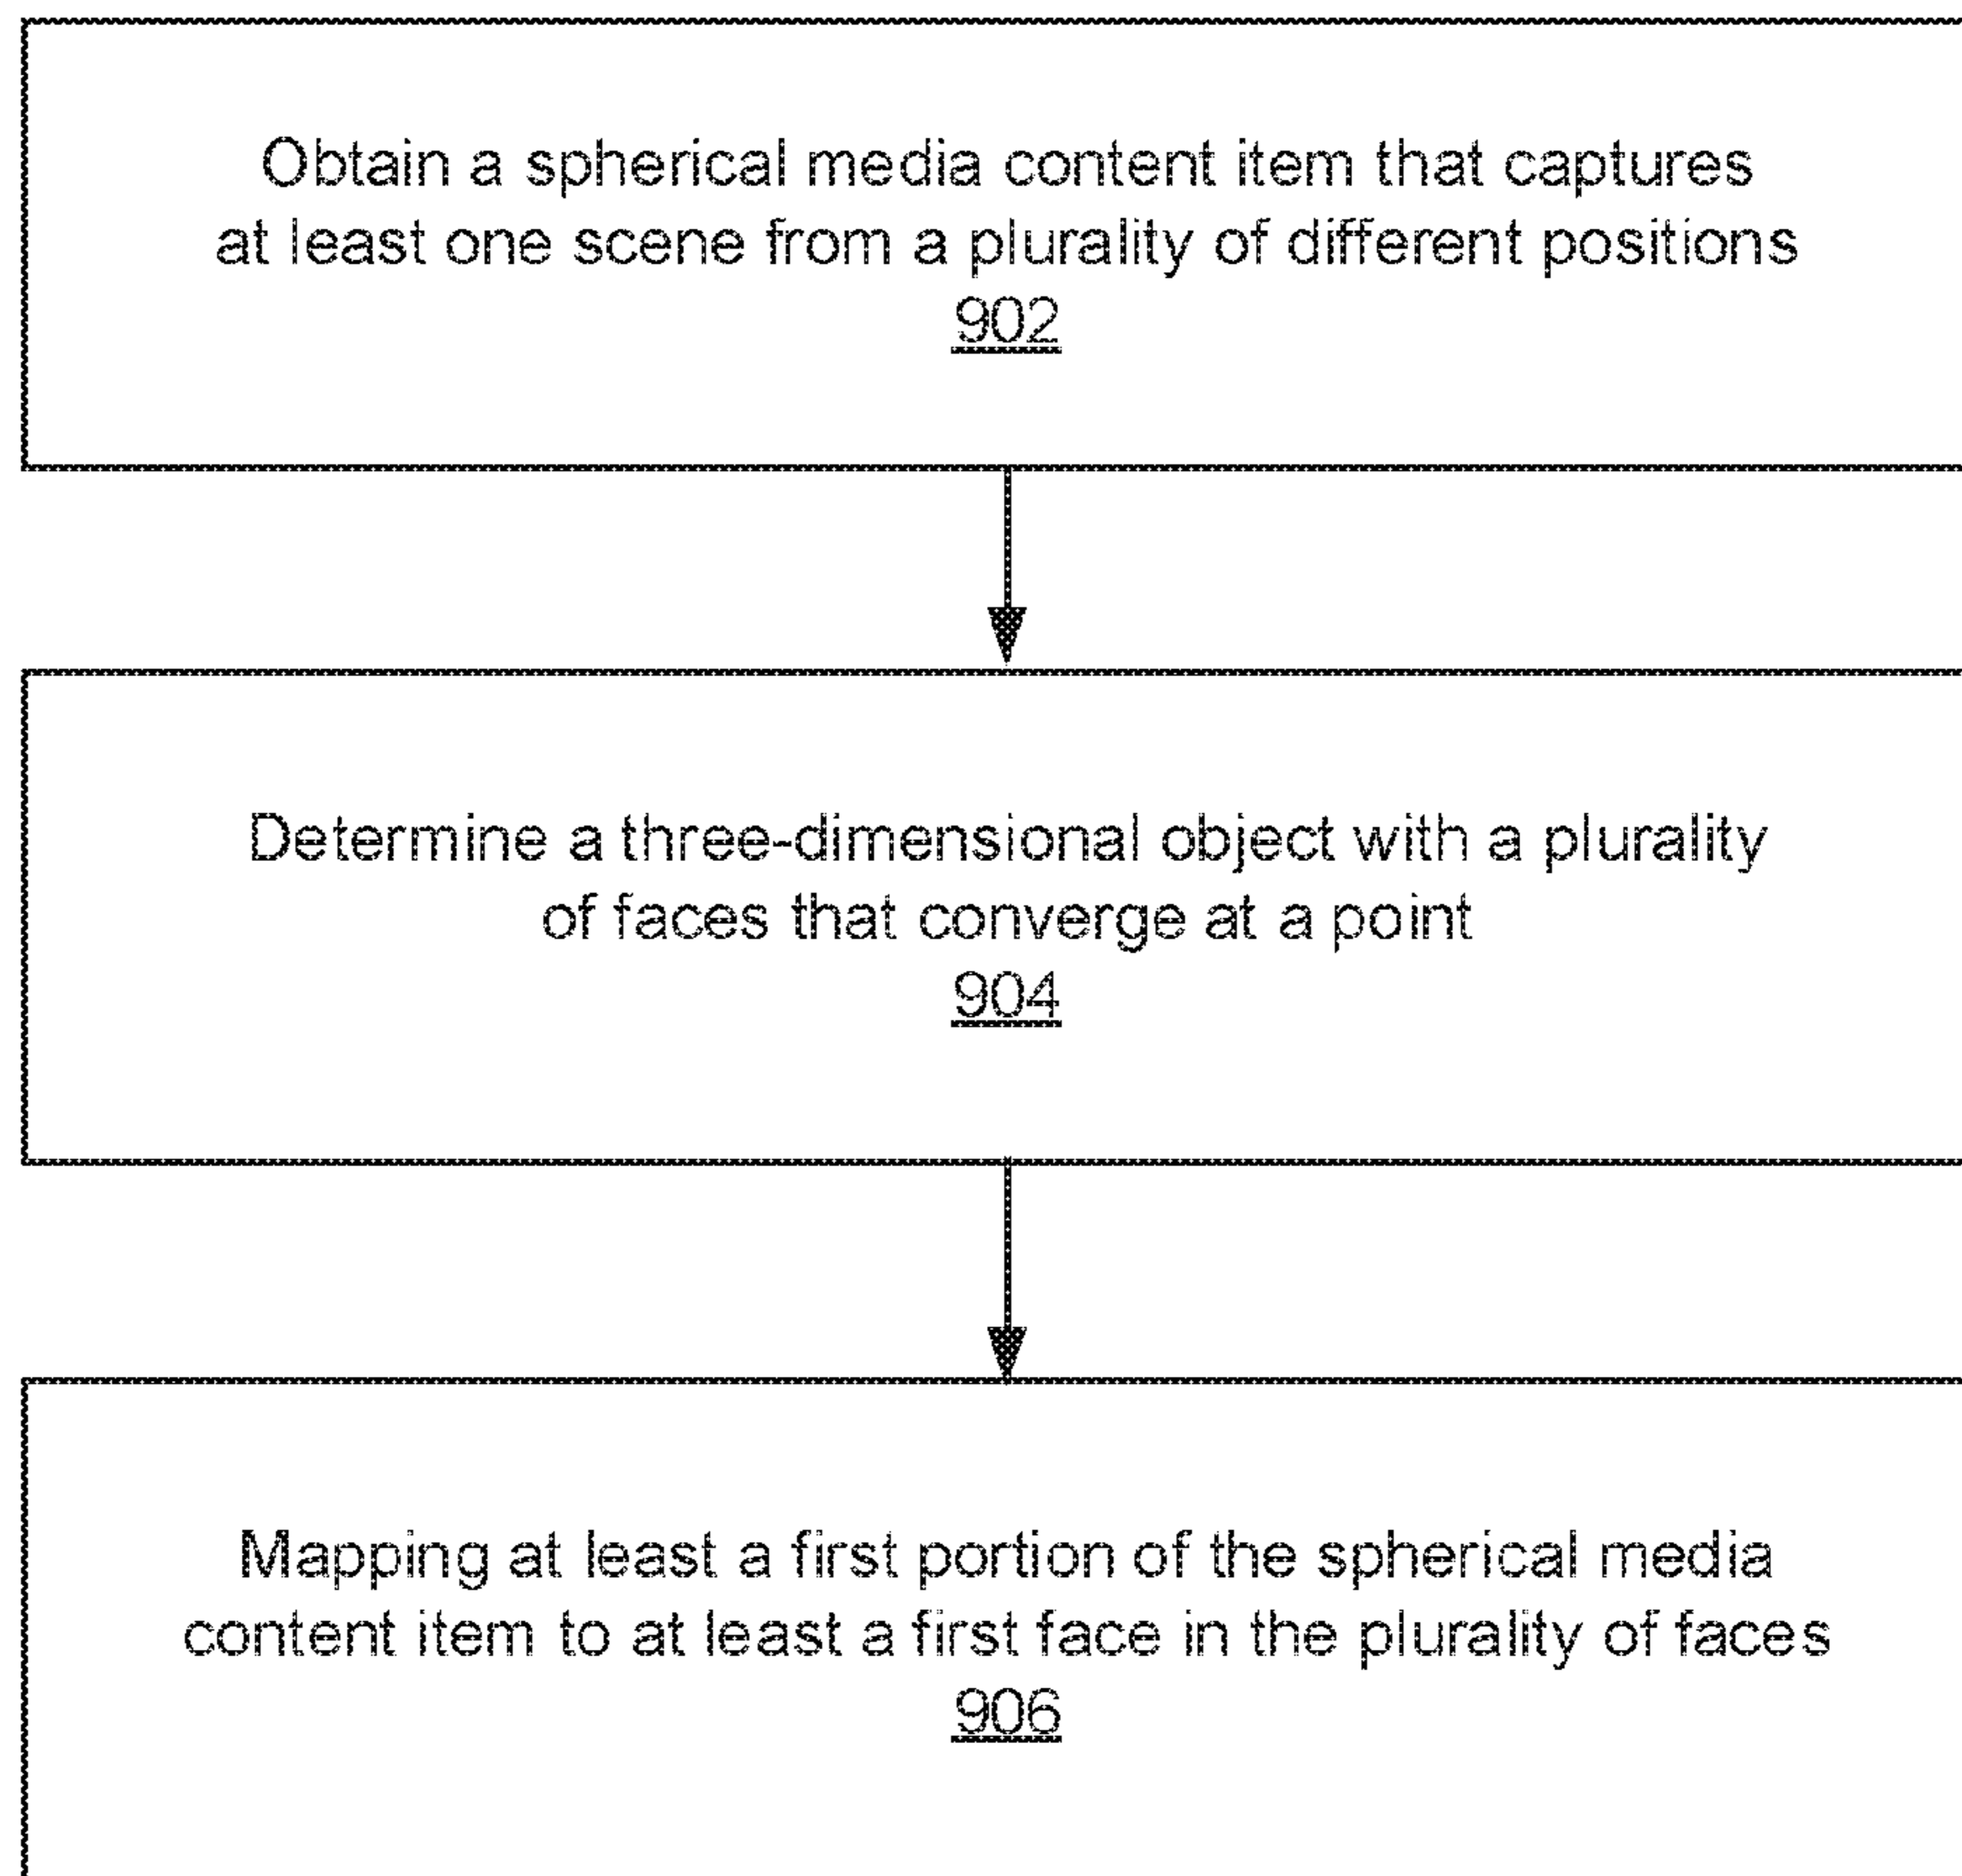 Obtain a spherical media content item that captures
at least one scene from a plurality of different positions
902
Determine a three-dimensional object with a plurality
of faces that converge at a point
904
Mapping at least a first portion of the spherical media
content item to at least a first face in the plurality of faces
906